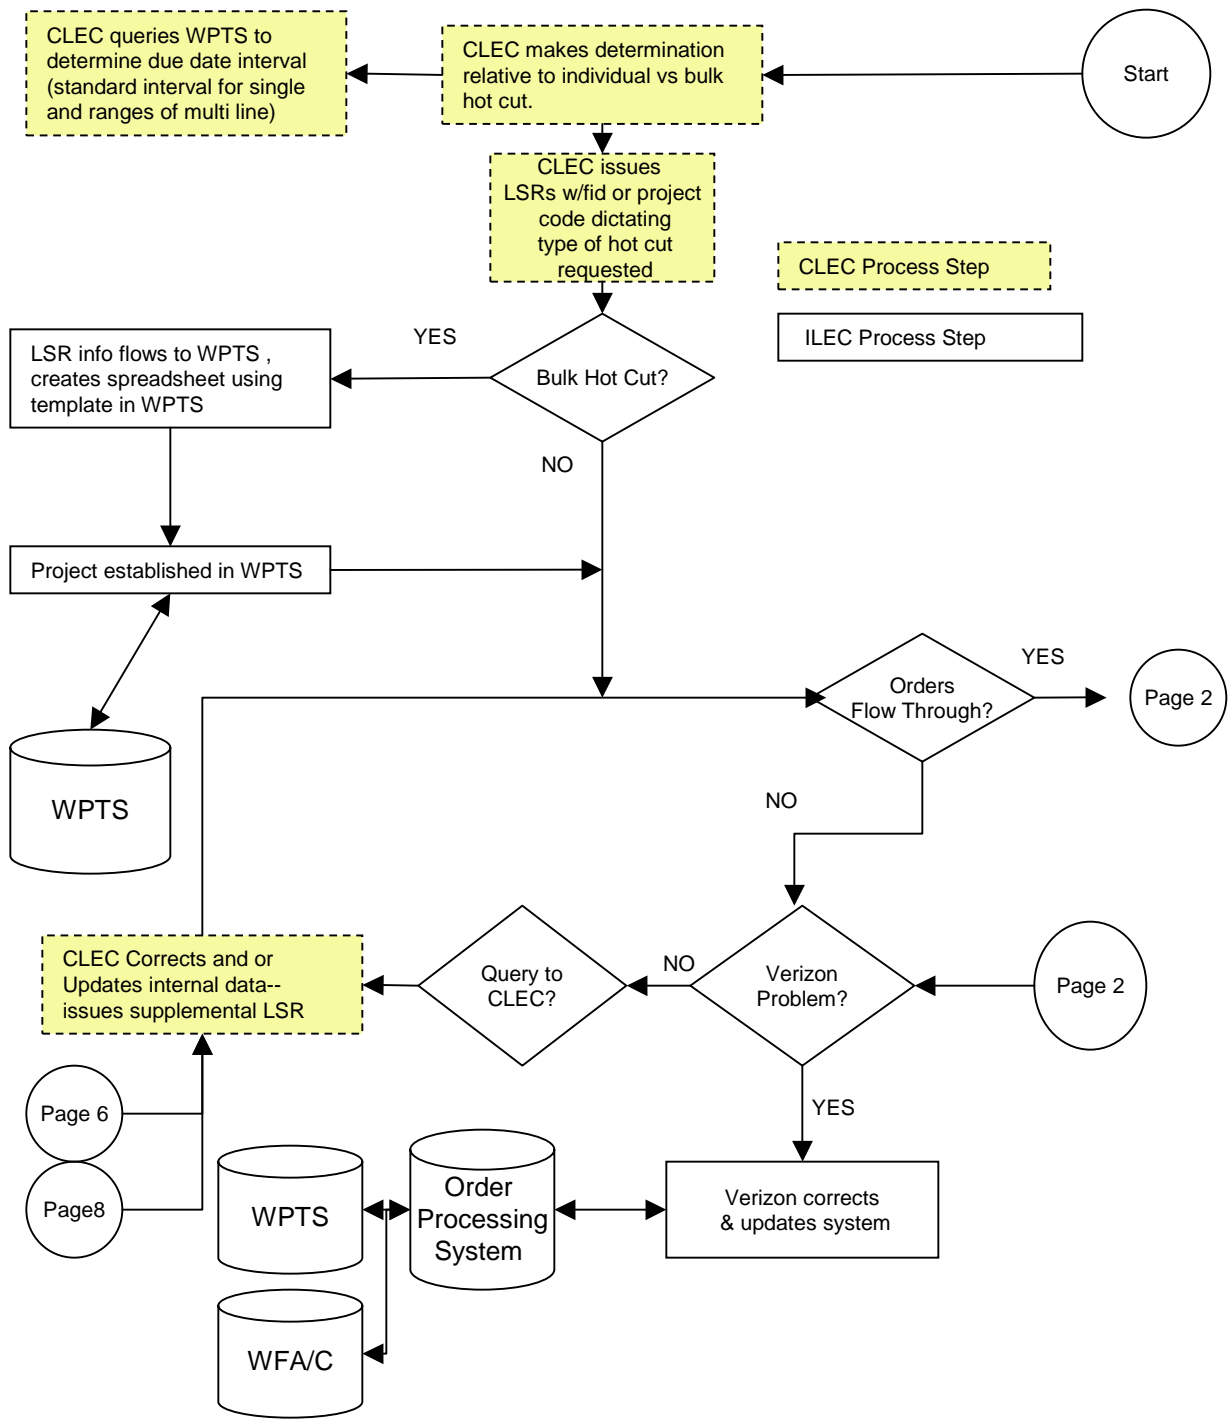 CLEC queries WPTS to
determine due date interval
(standard interval for single
and ranges of multi line)
CLEC makes determination
relative to individual vs bulk
hot cut.
Start
CLEC issues
LSRs w/fid or project
code dictating
type of hot cut
requested
CLEC Process Step
ILEC Process Step
YES
LSR info flows to WPTS ,
creates spreadsheet using
template in WPTS
Bulk Hot Cut?
NO
Project established in WPTS
YES
Orders
Flow Through?
Page 2
WPTS
NO
CLEC Corrects and or
Updates internal data--
issues supplemental LSR
Query to
CLEC?
NO
Verizon
Problem?
Page 2
Page 6
YES
Page8
WPTS
Order
Processing
System
Verizon corrects
& updates system
WFA/C